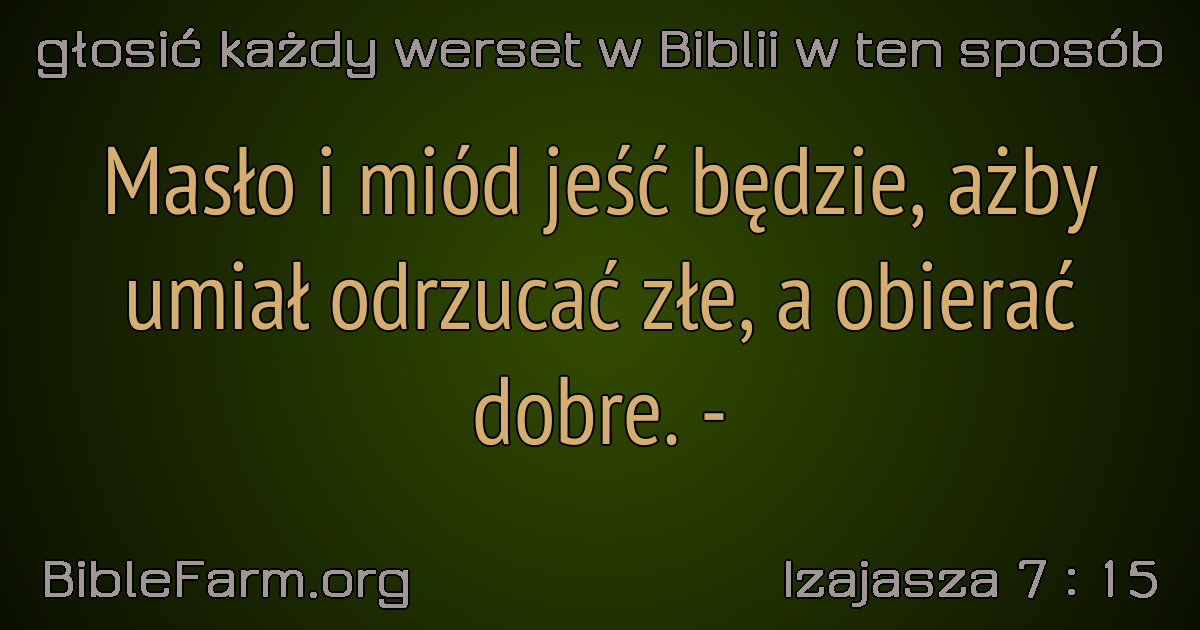 głosić każdy werset w Biblii w ten sposób
Masło i miód jeść będzie, ażby
umiał odrzucać złe, a obierać
dobre. -
BibleFarm.org
Izajasza 7 : 15